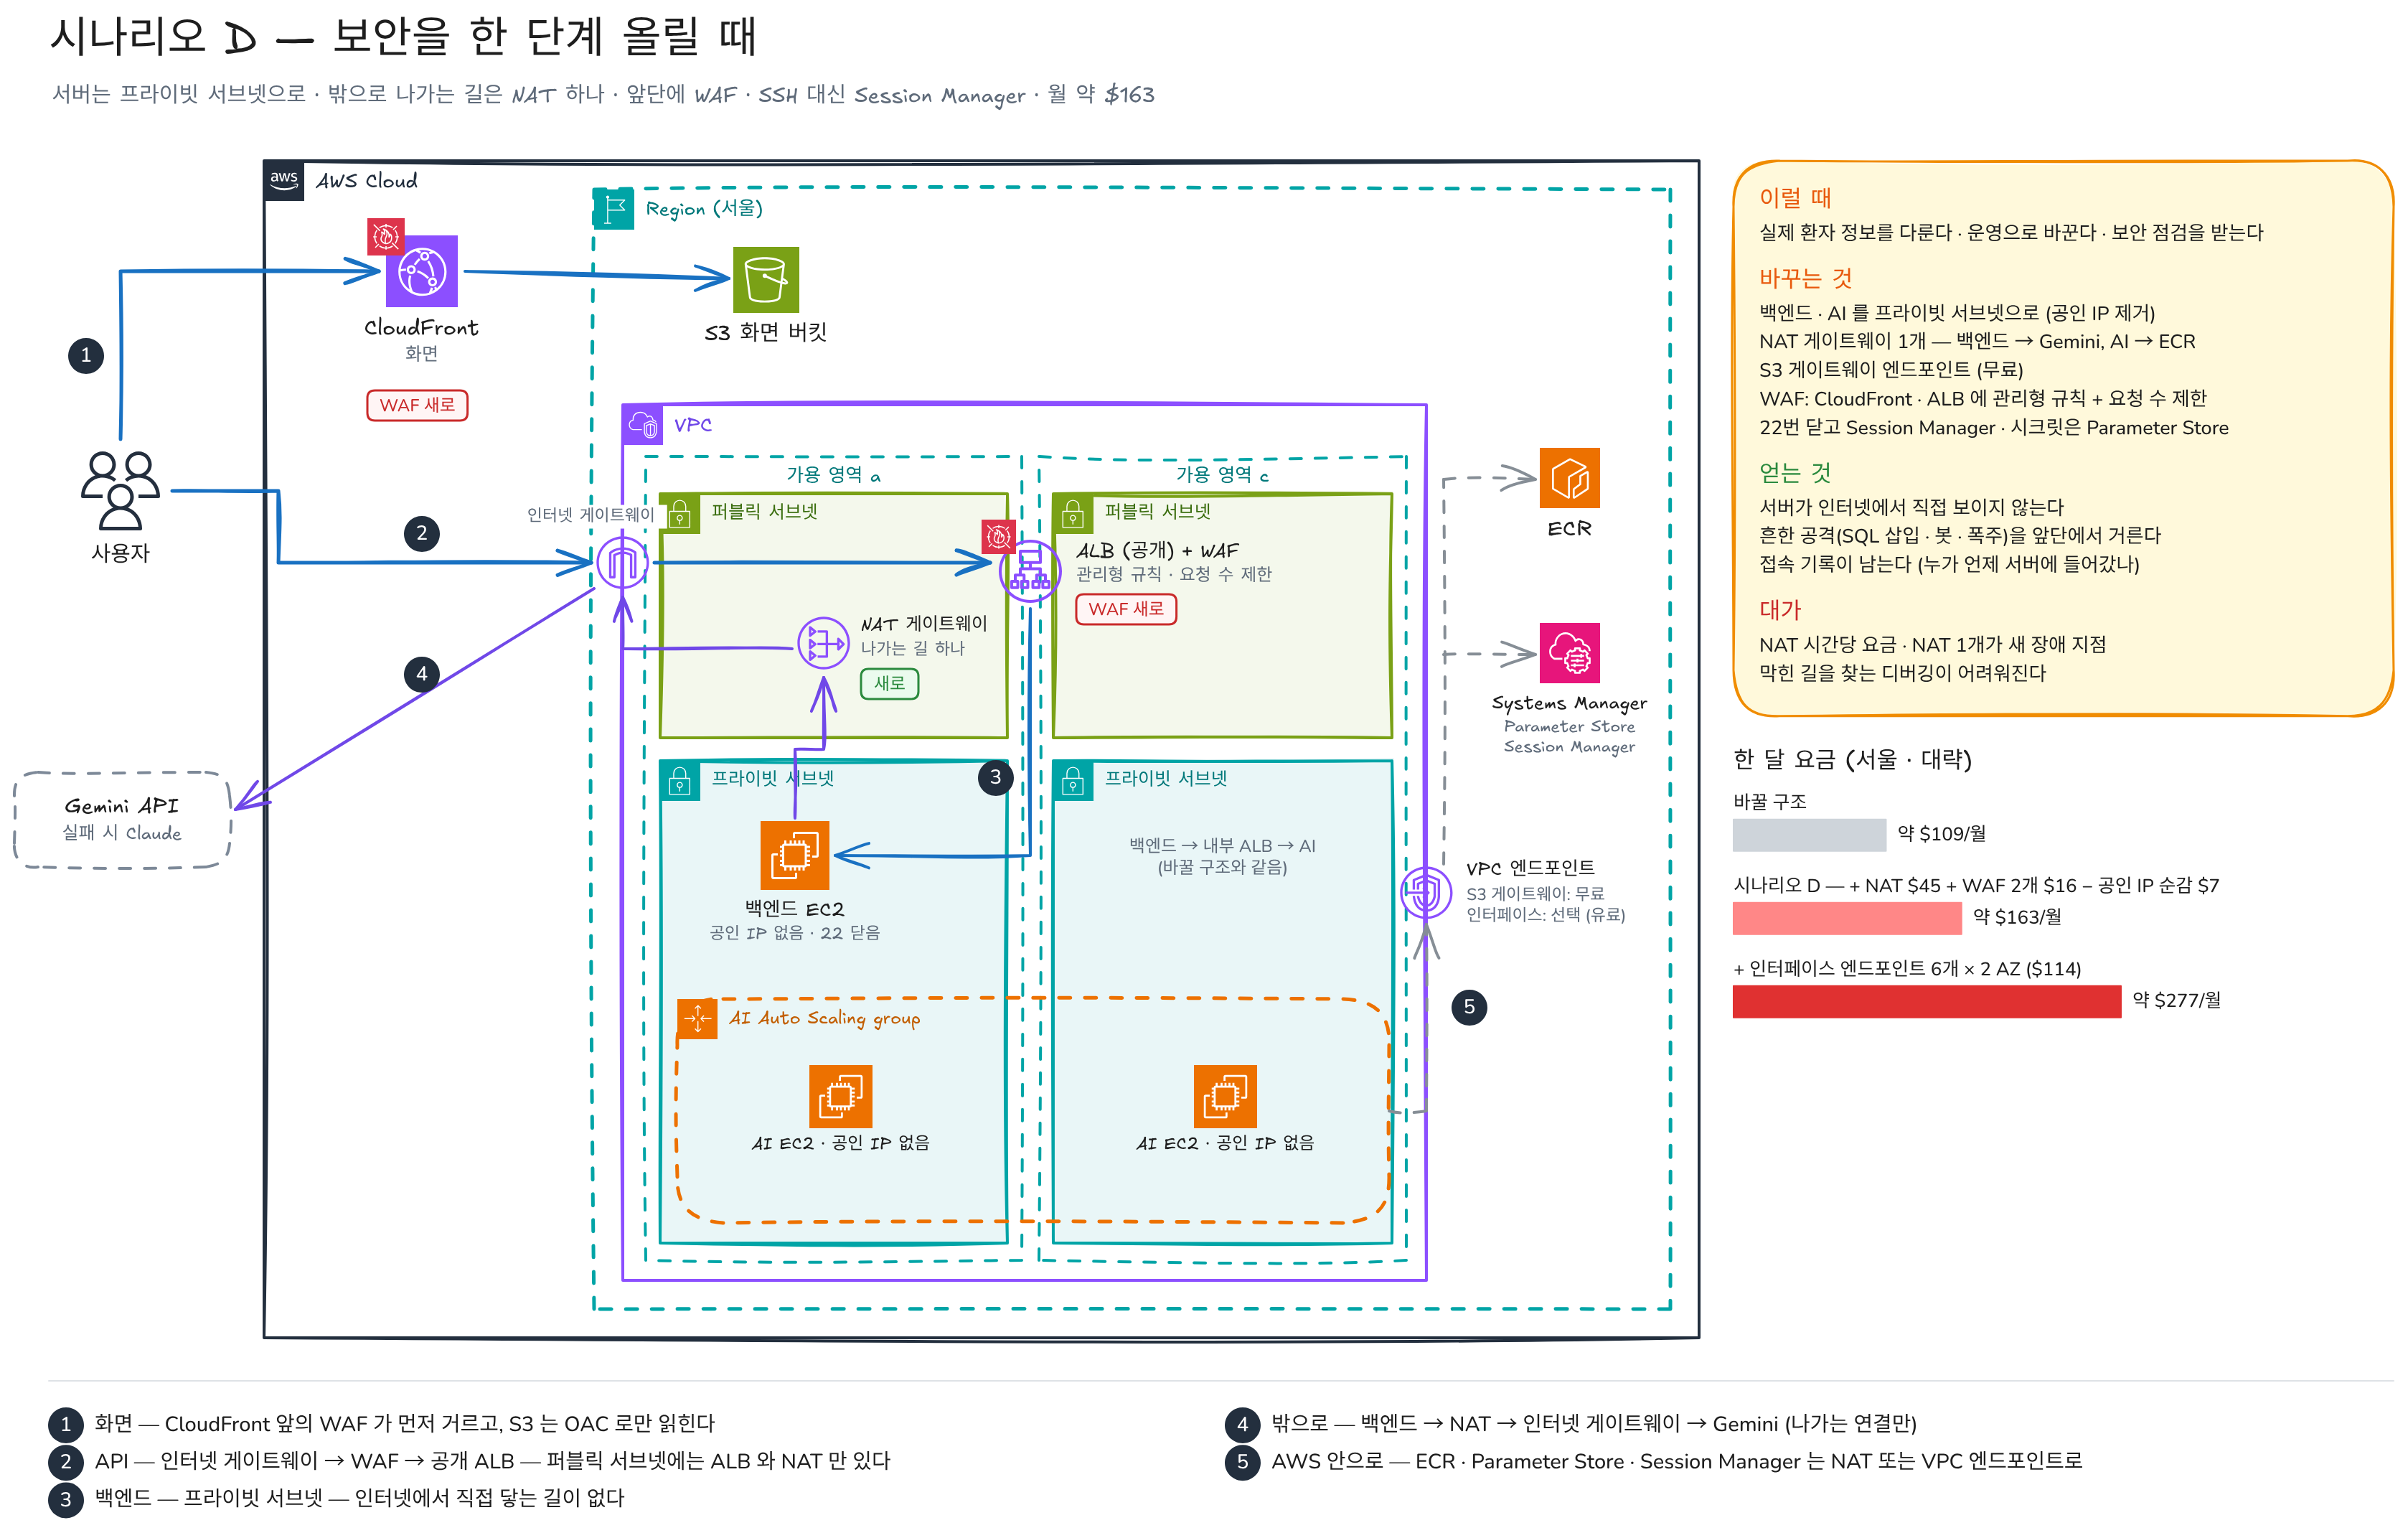 시나리오 D — 보안을 한 단계 올릴 때
서버는 프라이빗 서브넷으로 · 밖으로 나가는 길은 NAT 하나 · 앞단에 WAF · SSH 대신 Session Manager · 월 약 $163
aws
AWS Cloud
Region (서울)
CloudFront
화면
WAF 새로
S3 화면 버킷
1
사용자
2
VPC
가용 영역 a
가용 영역 c
인터넷 게이트웨이
퍼블릭 서브넷
퍼블릭 서브넷
ALB (공개) + WAF
관리형 규칙 · 요청 수 제한
WAF 새로
NAT 게이트웨이
나가는 길 하나
새로
4
Gemini API
실패 시 Claude
프라이빗 서브넷
3
프라이빗 서브넷
백엔드 → 내부 ALB → AI
(바꿀 구조와 같음)
백엔드 EC2
공인 IP 없음 · 22 닫음
AI Auto Scaling group
AI EC2 · 공인 IP 없음
AI EC2 · 공인 IP 없음
ECR
Systems Manager
Parameter Store
Session Manager
VPC 엔드포인트
S3 게이트웨이: 무료
인터페이스: 선택 (유료)
5
이럴 때
실제 환자 정보를 다룬다 · 운영으로 바꾼다 · 보안 점검을 받는다
바꾸는 것
백엔드 · AI 를 프라이빗 서브넷으로 (공인 IP 제거)
NAT 게이트웨이 1개 — 백엔드 → Gemini, AI → ECR
S3 게이트웨이 엔드포인트 (무료)
WAF: CloudFront · ALB 에 관리형 규칙 + 요청 수 제한
22번 닫고 Session Manager · 시크릿은 Parameter Store
얻는 것
서버가 인터넷에서 직접 보이지 않는다
흔한 공격(SQL 삽입 · 봇 · 폭주)을 앞단에서 거른다
접속 기록이 남는다 (누가 언제 서버에 들어갔나)
대가
NAT 시간당 요금 · NAT 1개가 새 장애 지점
막힌 길을 찾는 디버깅이 어려워진다
한 달 요금 (서울 · 대략)
바꿀 구조
약 $109/월
시나리오 D — + NAT $45 + WAF 2개 $16 − 공인 IP 순감 $7
약 $163/월
+ 인터페이스 엔드포인트 6개 × 2 AZ ($114)
약 $277/월
1 화면 — CloudFront 앞의 WAF 가 먼저 거르고, S3 는 OAC 로만 읽힌다
2 API — 인터넷 게이트웨이 → WAF → 공개 ALB — 퍼블릭 서브넷에는 ALB 와 NAT 만 있다
3 백엔드 — 프라이빗 서브넷 — 인터넷에서 직접 닿는 길이 없다
4 밖으로 — 백엔드 → NAT → 인터넷 게이트웨이 → Gemini (나가는 연결만)
5 AWS 안으로 — ECR · Parameter Store · Session Manager 는 NAT 또는 VPC 엔드포인트로